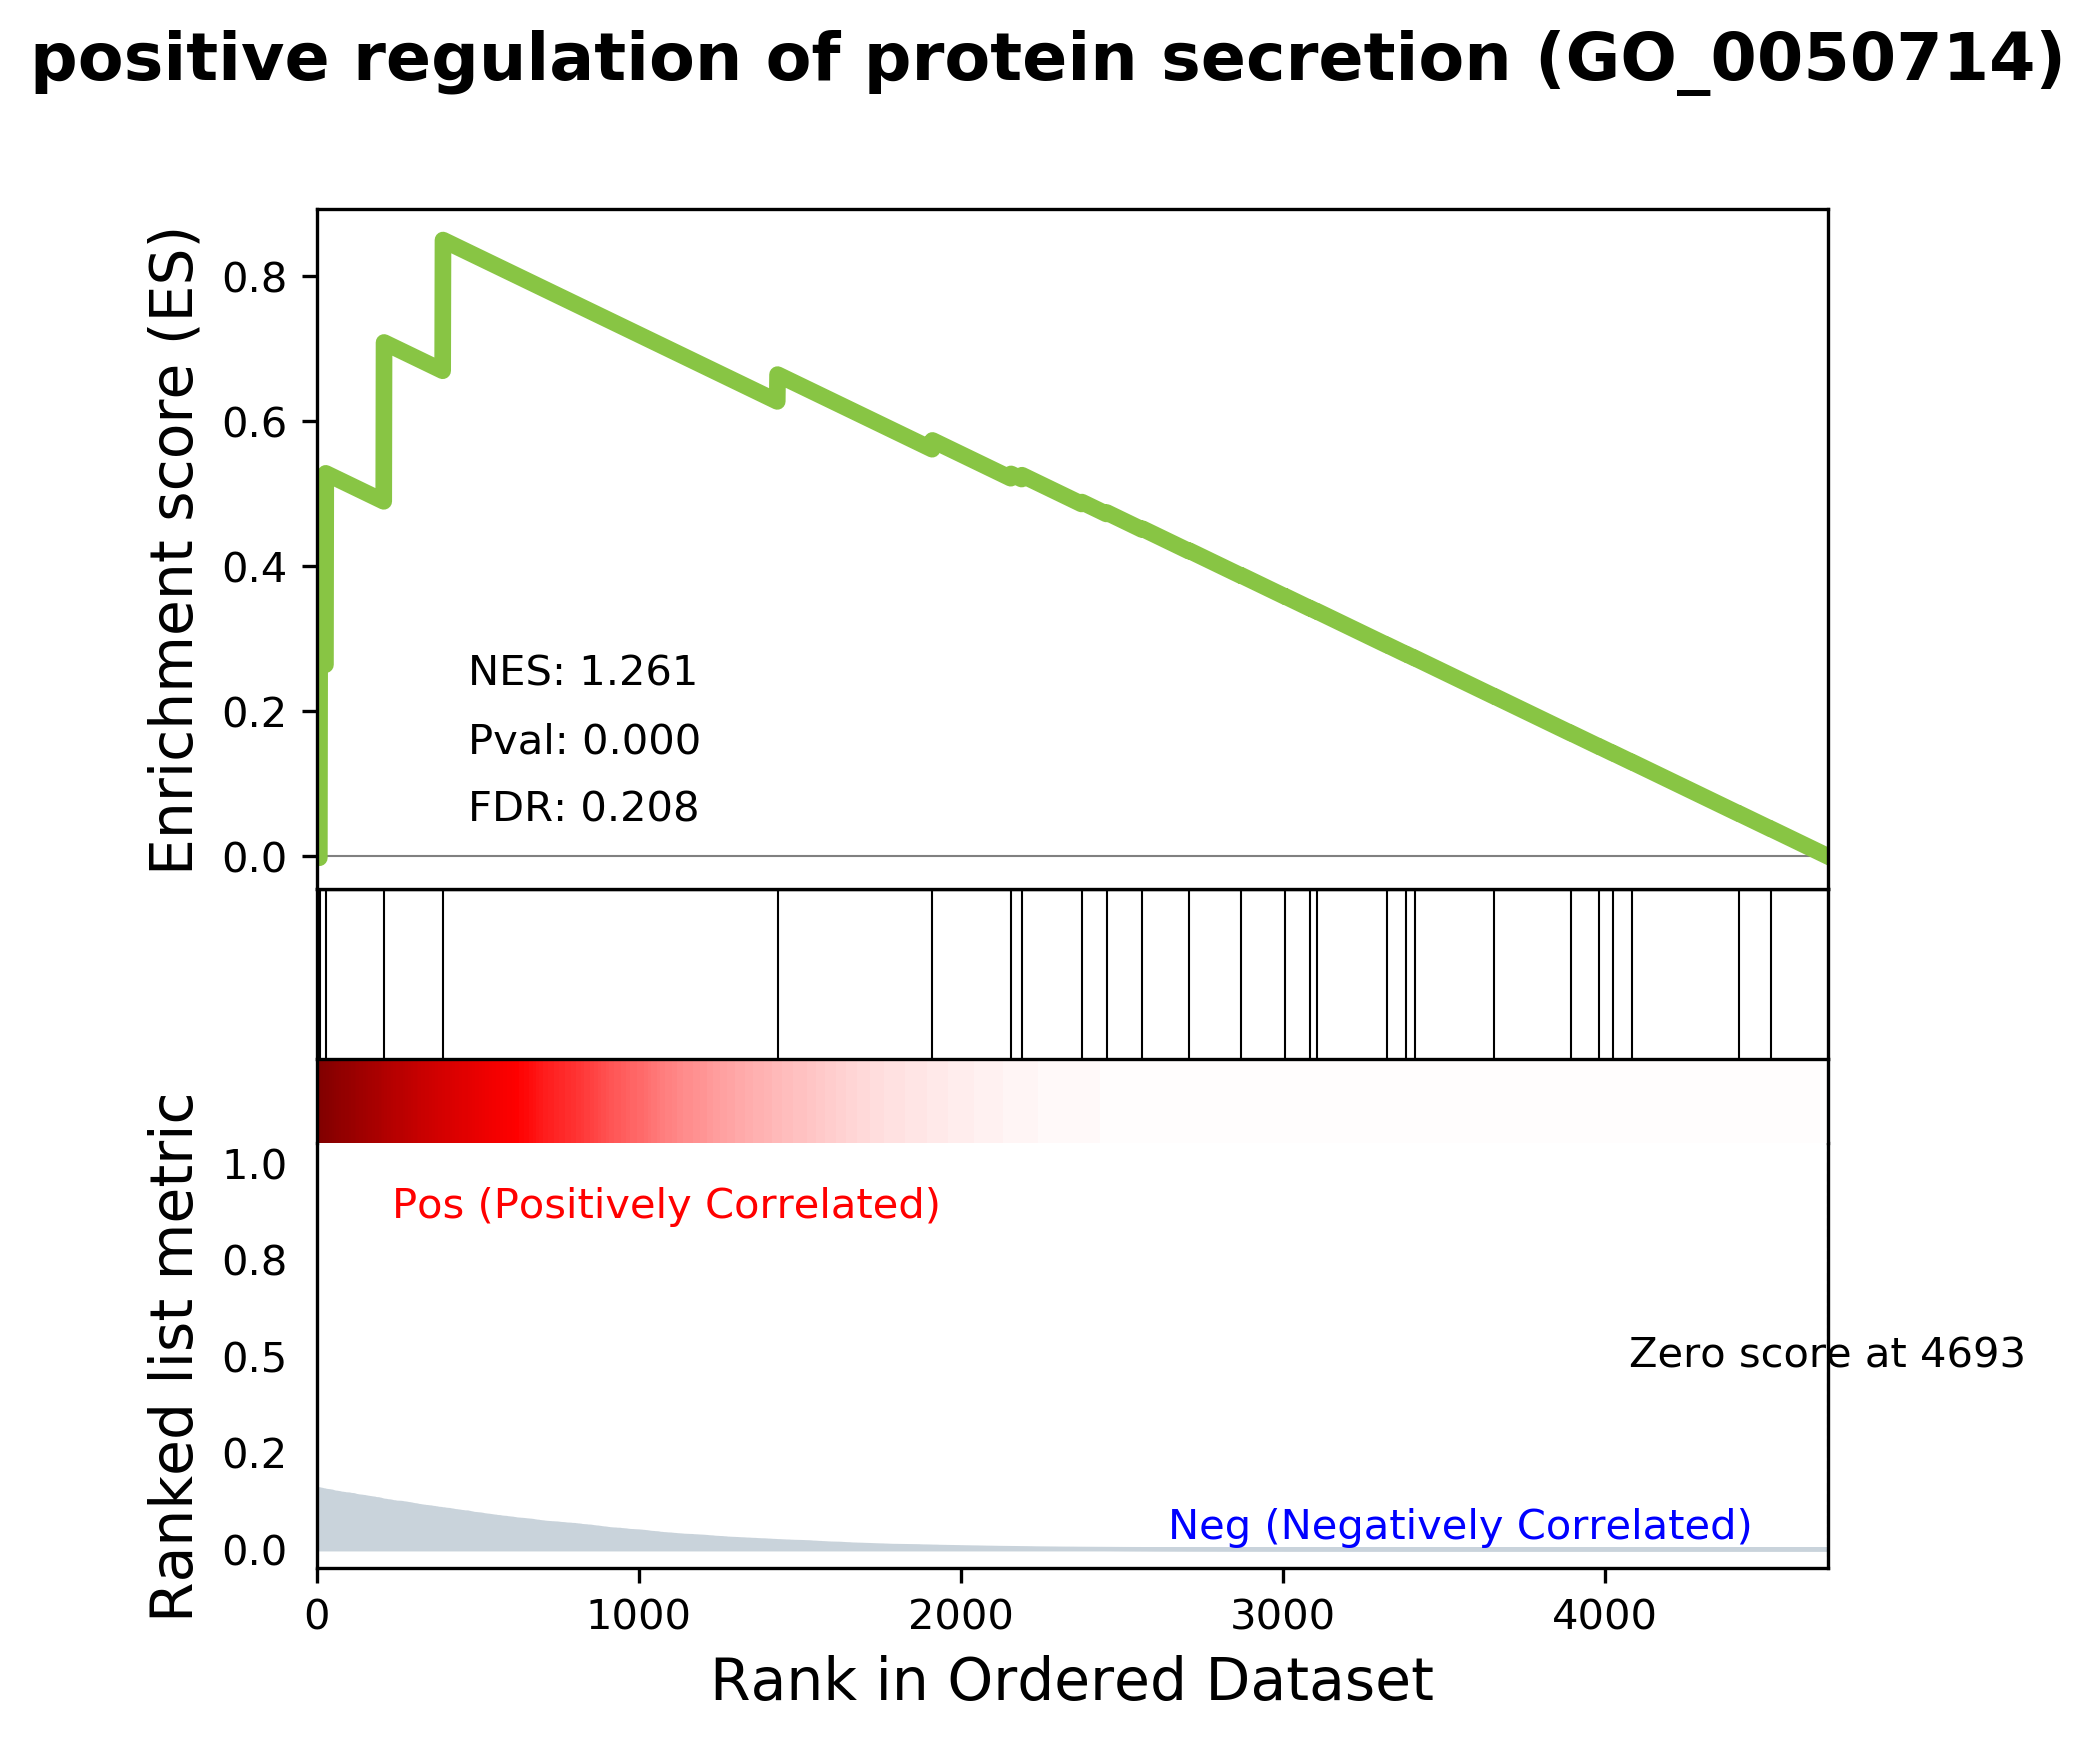 positive regulation of protein secretion (GO_0050714)
Enrichment score (ES)
0.8
0.6
0.4
0.2
0.0
NES: 1.261
Pval: 0.000
FDR: 0.208
Ranked list metric
1.0
0.8
0.5
0.2
0.0
Pos (Positively Correlated)
Zero score at 4693
Neg (Negatively Correlated)
0 1000 2000 3000 4000
Rank in Ordered Dataset